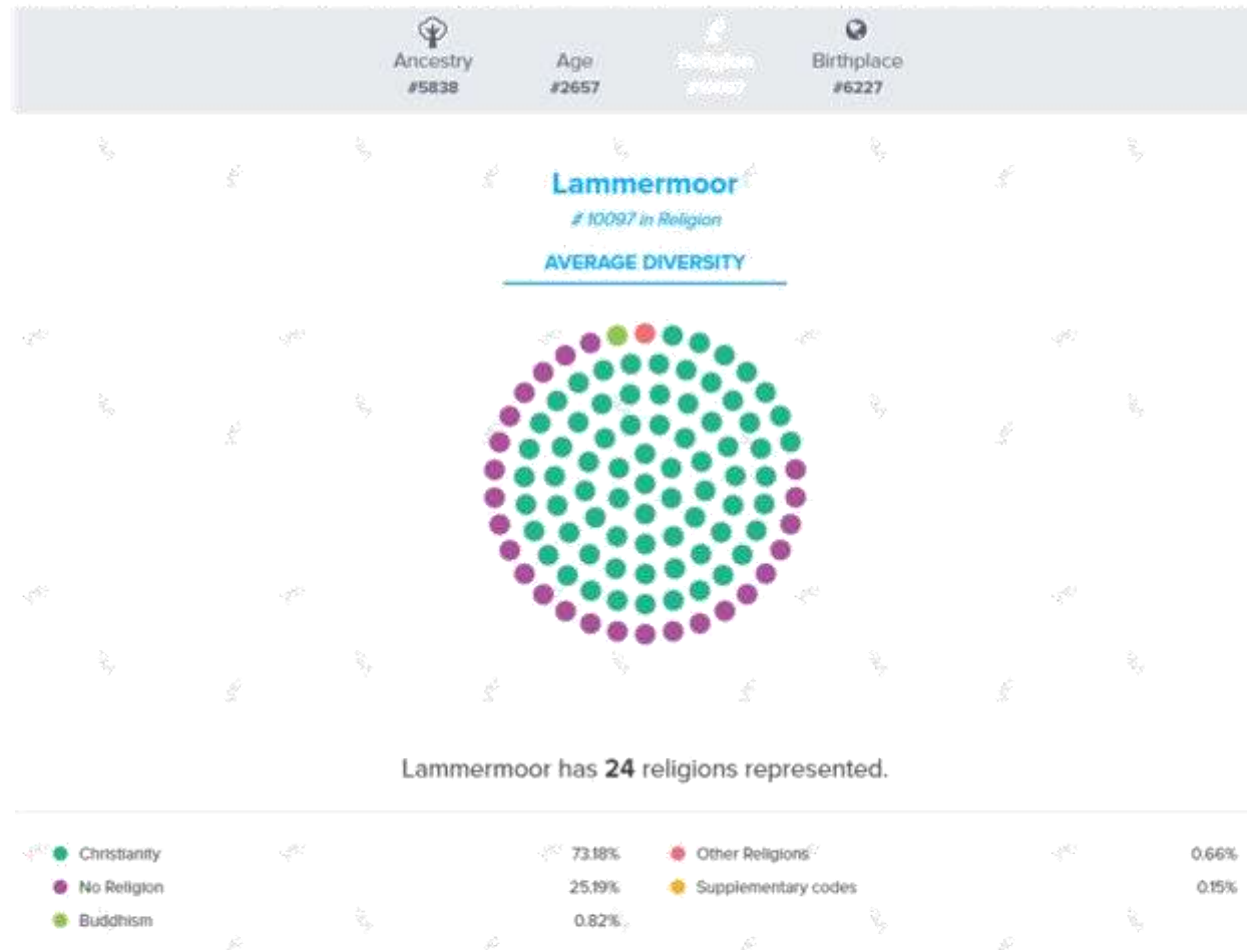 Ancestry Age Religion Birthplace
#5838 #2657 #6227
Lammermoor
# 10097 in Religion
AVERAGE DIVERSITY
Lammermoor has 24 religions represented.
Christianity 73.18% Other Religions 0.66%
No Religion 25.19% Supplementary codes 0.15%
Buddhism 0.82%